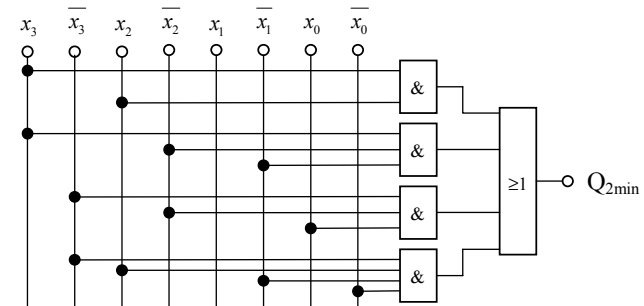 x₃ x̅₃ x₂ x̅₂ x₁ x̅₁ x₀ x̅₀
&
&
≥1 Q₂min
&
&